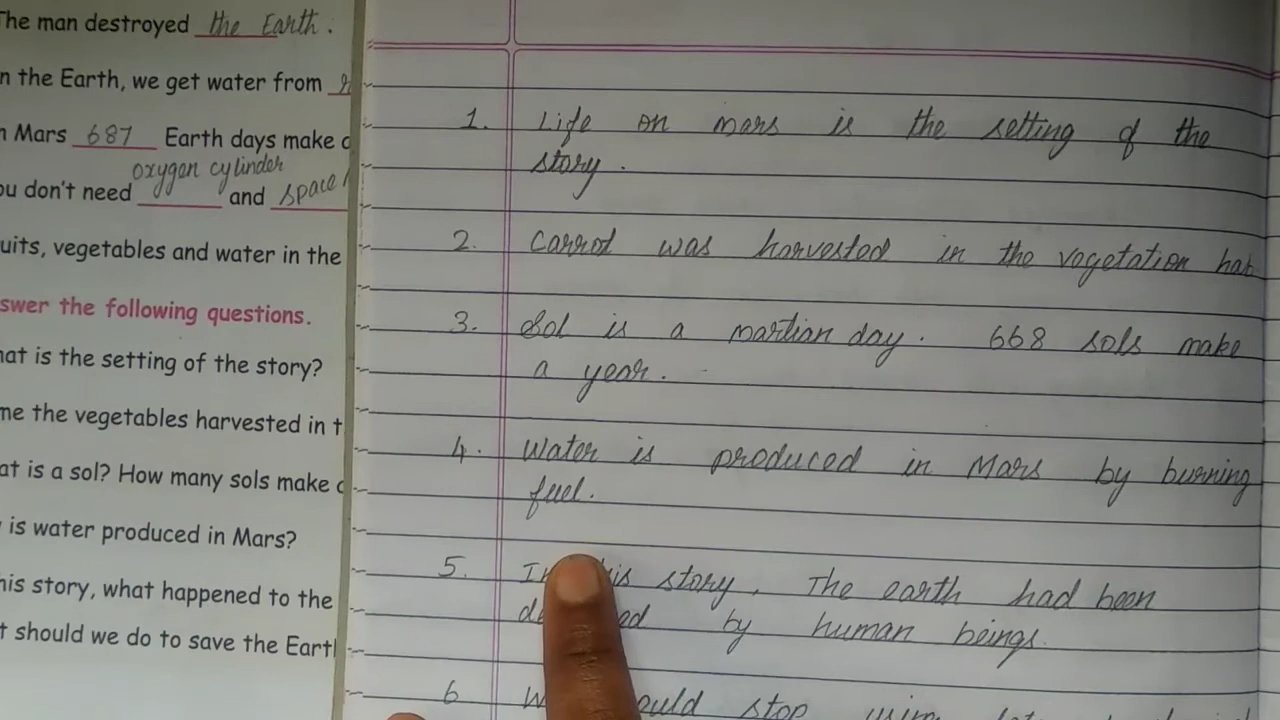 The man destroyed the Earth.
n the Earth, we get water from
n Mars 687 Earth days make
oxygen cylinder
ou don't need and space
uits, vegetables and water in the
swer the following questions.
hat is the setting of the story?
me the vegetables harvested in t
at is a sol? How many sols make
is water produced in Mars?
his story, what happened to the
t should we do to save the Eart
1. Life on mars is the setting of the
story.
2. Carrot was harvested in the vegetation hab
3. Sol is a martian day. 668 sols make
a year.
4. Water is produced in Mars by burning
fuel.
5. story, The earth had been
by human beings.
6 stop